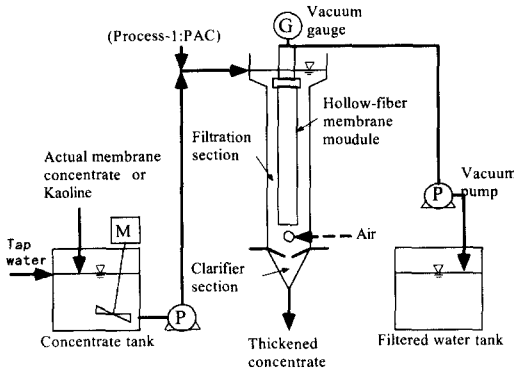 (Process-1:PAC)
G
Vacuum
gauge
Hollow-fiber
membrane
moudule
Filtration
section
Actual membrane
concentrate or
Kaoline
M
Tap
water
P
Vacuum
pump
P
Air
Clarifier
section
Concentrate tank
Thickened
concentrate
Filtered water tank